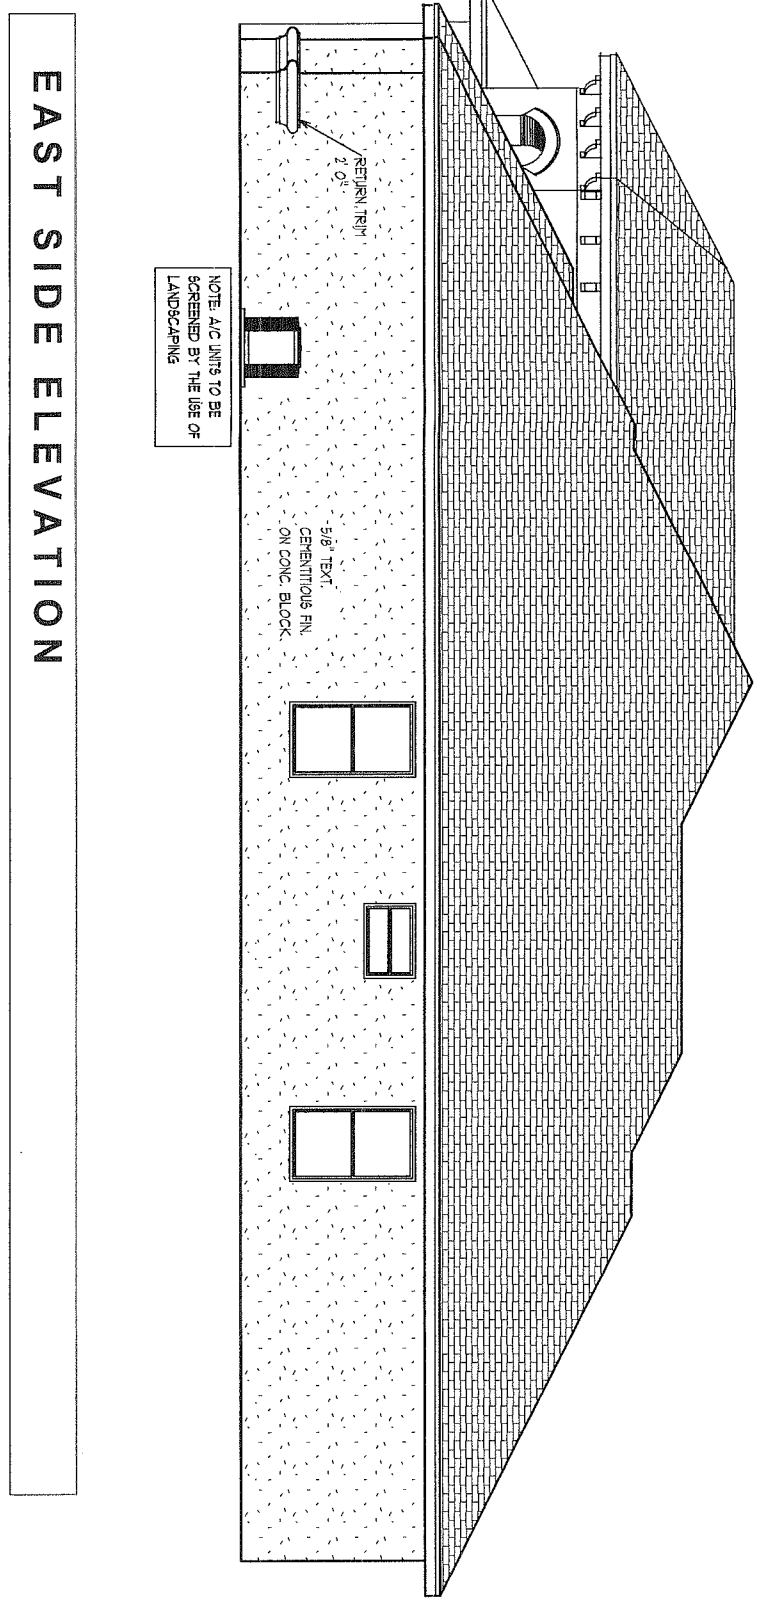 RETURN TRIM
2'0"
NOTE: A/C UNITS TO BE
SCREENED BY THE USE OF
LANDSCAPING
5/8" TEXT.
CEMENTITIOUS FIN.
ON CONC. BLOCK.
EAST SIDE ELEVATION